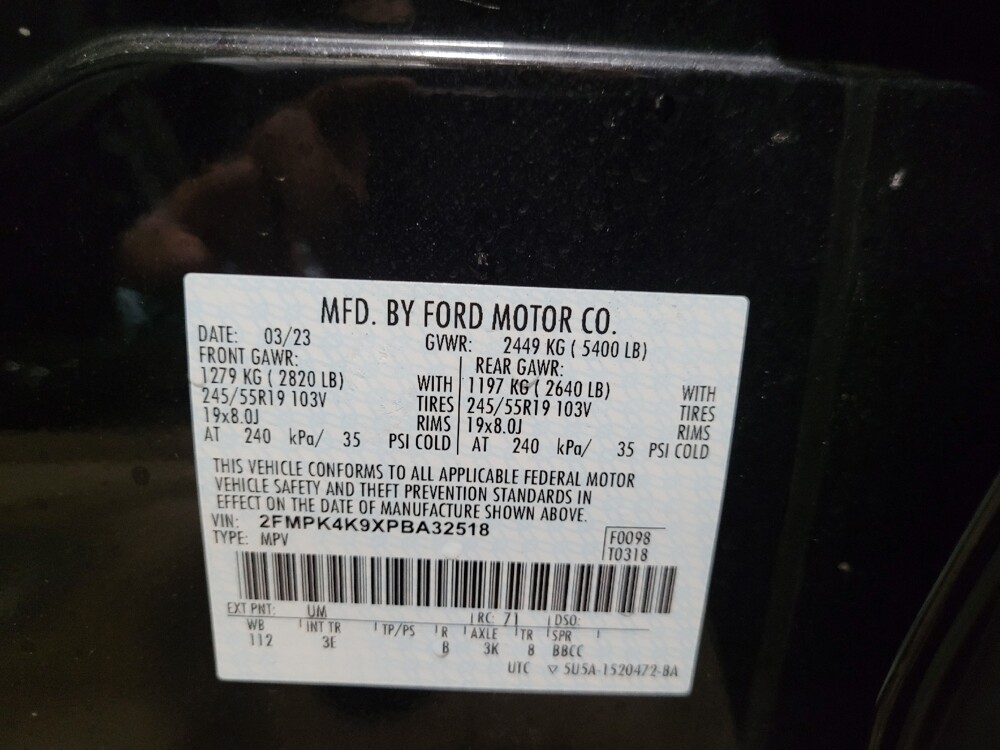 MFD. BY FORD MOTOR CO.
DATE: 03/23 GVWR: 2449 KG ( 5400 LB)
FRONT GAWR: REAR GAWR:
1279 KG ( 2820 LB) WITH 1197 KG ( 2640 LB) WITH
245/55R19 103V TIRES 245/55R19 103V TIRES
19x8.0J RIMS 19x8.0J RIMS
AT 240 kPa/ 35 PSI COLD AT 240 kPa/ 35 PSI COLD
THIS VEHICLE CONFORMS TO ALL APPLICABLE FEDERAL MOTOR
VEHICLE SAFETY AND THEFT PREVENTION STANDARDS IN
EFFECT ON THE DATE OF MANUFACTURE SHOWN ABOVE.
VIN: 2FMPK4K9XPBA32518
TYPE: MPV
F0098
T0318
EXT PNT: UM RC: 71 DSO:
WB INT TR TP/PS R AXLE TR SPR
112 3E B 3K 8 BBCC
UTC ▽ 5U5A-1520472-BA